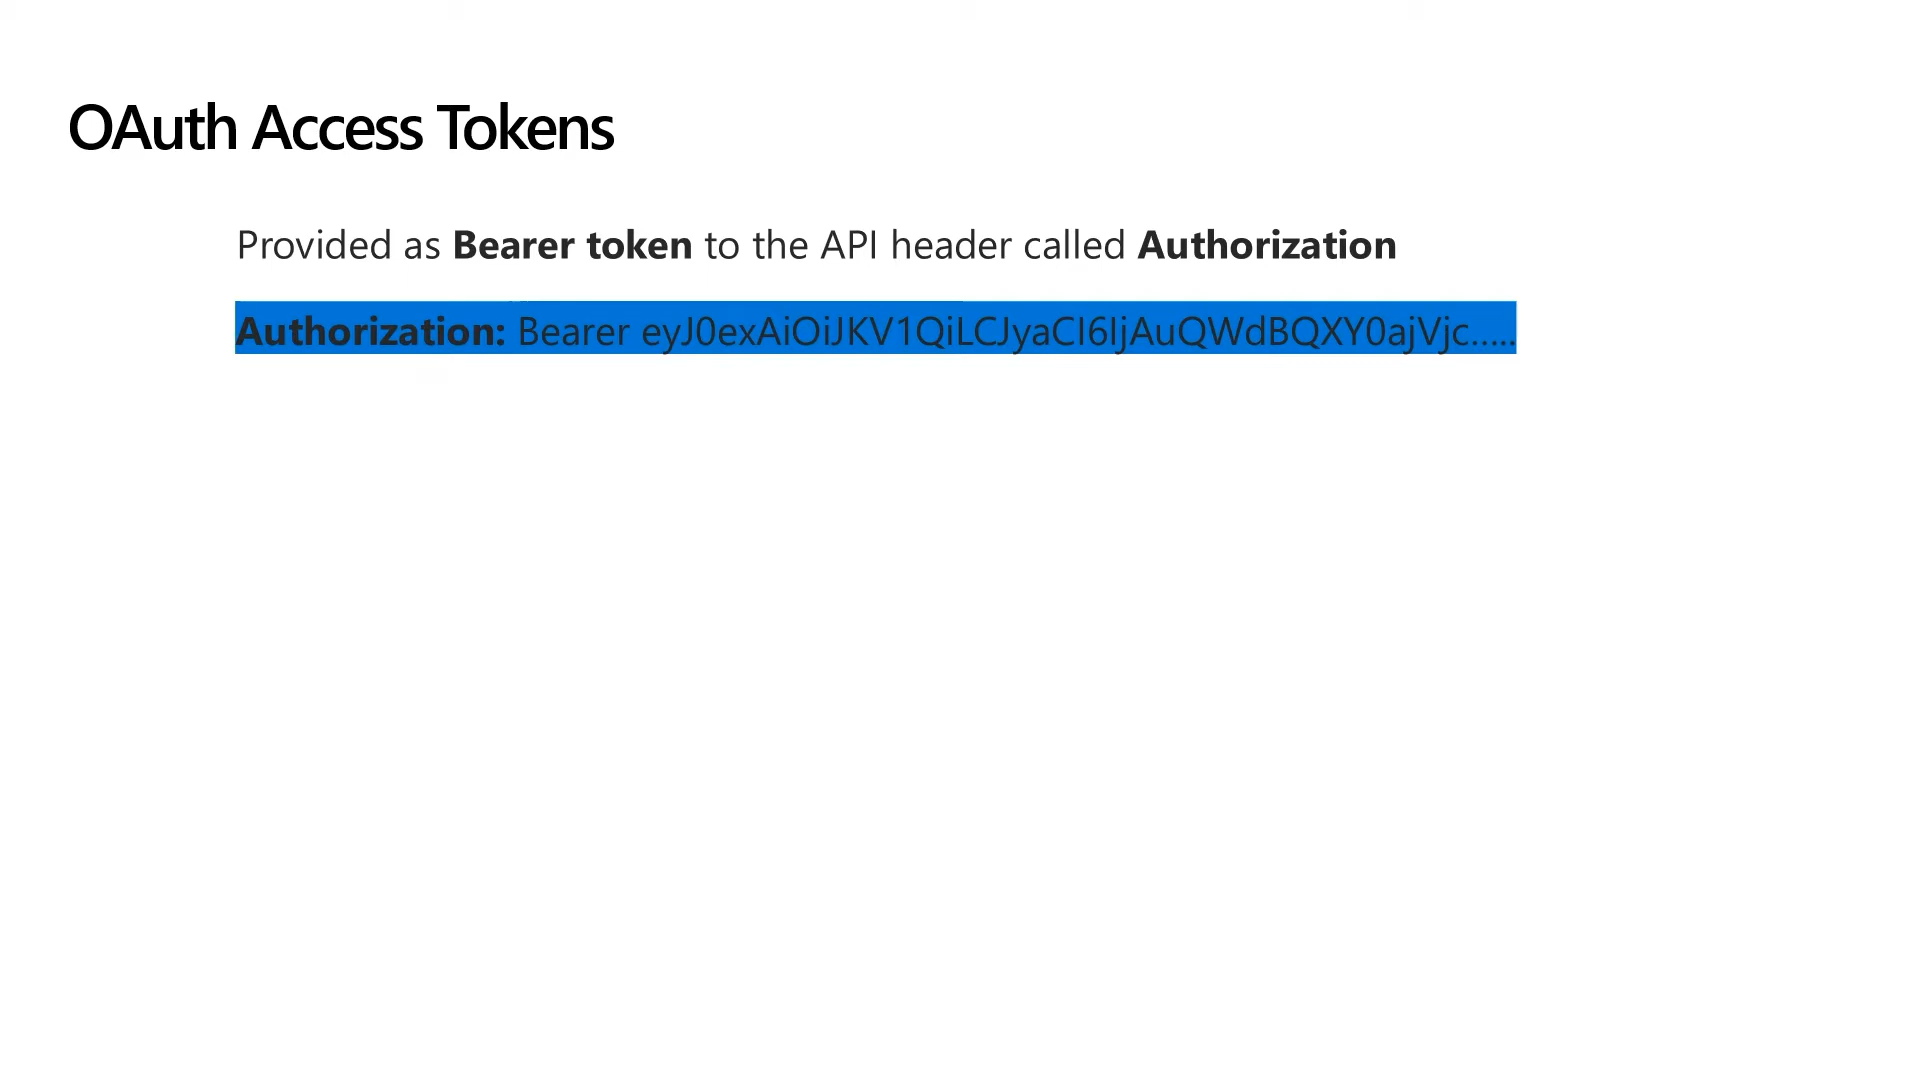 OAuth Access Tokens
Provided as Bearer token to the API header called Authorization
Authorization: Bearer eyJ0exAiOiJKV1QiLCJyaCI6IjAuQWdBQXY0ajVjc.....